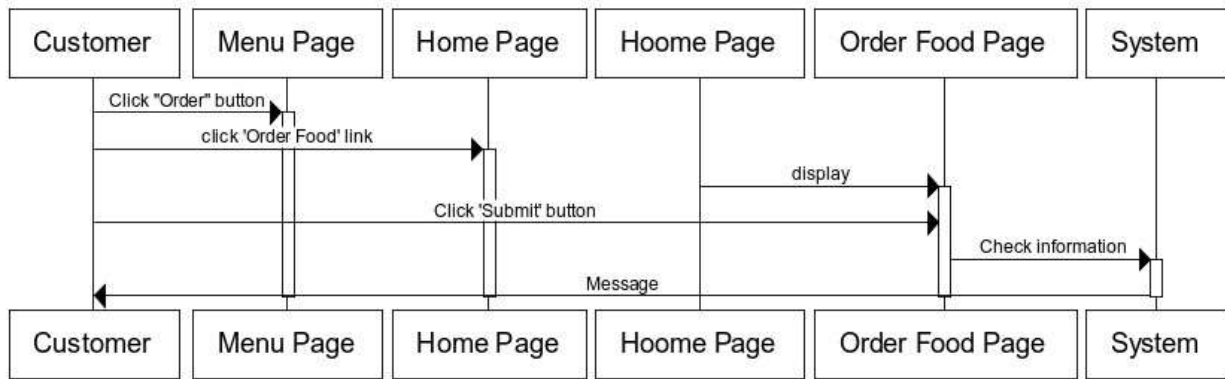 Customer
Menu Page
Home Page
Hoome Page
Order Food Page
System
Click "Order" button
click 'Order Food' link
display
Click 'Submit' button
Check information
Message
Customer
Menu Page
Home Page
Hoome Page
Order Food Page
System